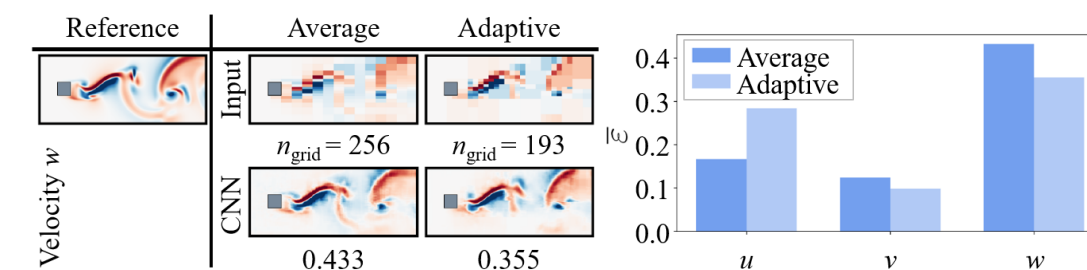 Reference
Average
Adaptive
Input
n_grid = 256
n_grid = 193
Velocity w
CNN
0.433
0.355
ε̅
0.4
0.3
0.2
0.1
0.0
Average
Adaptive
u
v
w